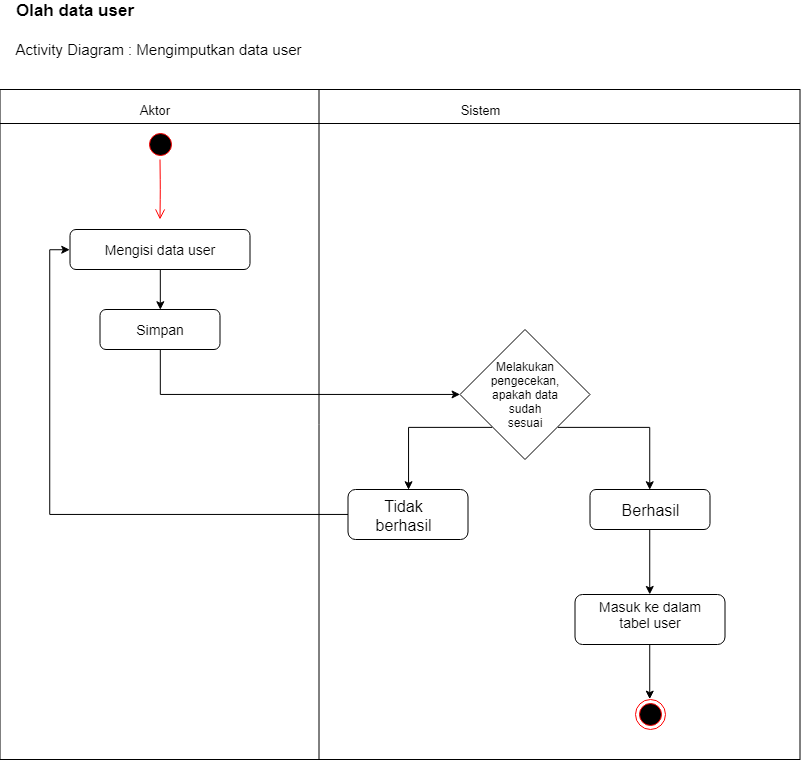 Olah data user
Activity Diagram : Mengimputkan data user
Aktor
Sistem
Mengisi data user
Simpan
Melakukan
pengecekan,
apakah data
sudah
sesuai
Tidak
berhasil
Berhasil
Masuk ke dalam
tabel user